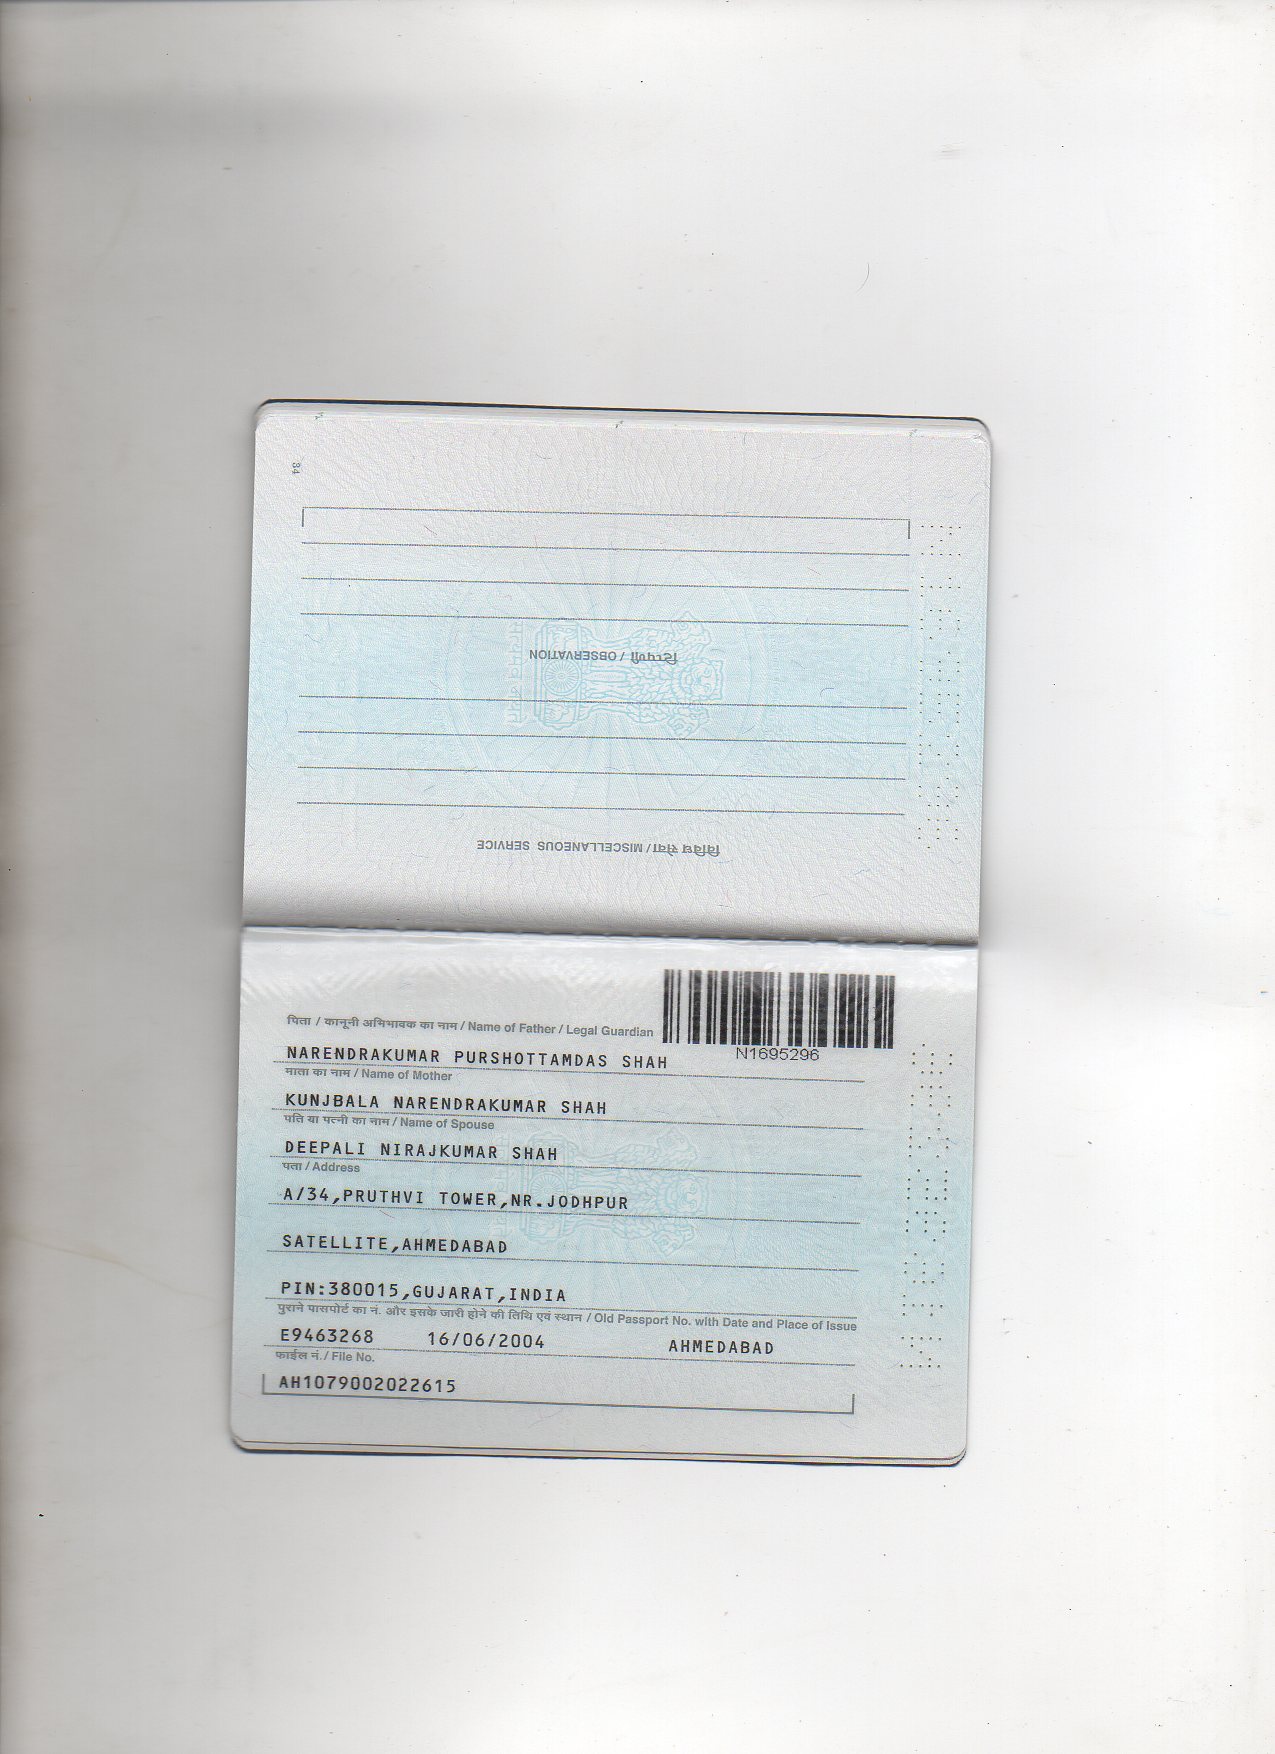 34
टिप्पणी / OBSERVATION
विविध सेवा / MISCELLANEOUS SERVICE
पिता / कानूनी अभिभावक का नाम / Name of Father / Legal Guardian
N1695296
NARENDRAKUMAR PURSHOTTAMDAS SHAH
माता का नाम / Name of Mother
KUNJBALA NARENDRAKUMAR SHAH
पति या पत्नी का नाम / Name of Spouse
DEEPALI NIRAJKUMAR SHAH
पता / Address
A/34,PRUTHVI TOWER,NR.JODHPUR
SATELLITE,AHMEDABAD
PIN:380015,GUJARAT,INDIA
पुराने पासपोर्ट का नं. और इसके जारी होने की तिथि एवं स्थान / Old Passport No. with Date and Place of Issue
E9463268 16/06/2004 AHMEDABAD
फाईल नं./ File No.
AH1079002022615